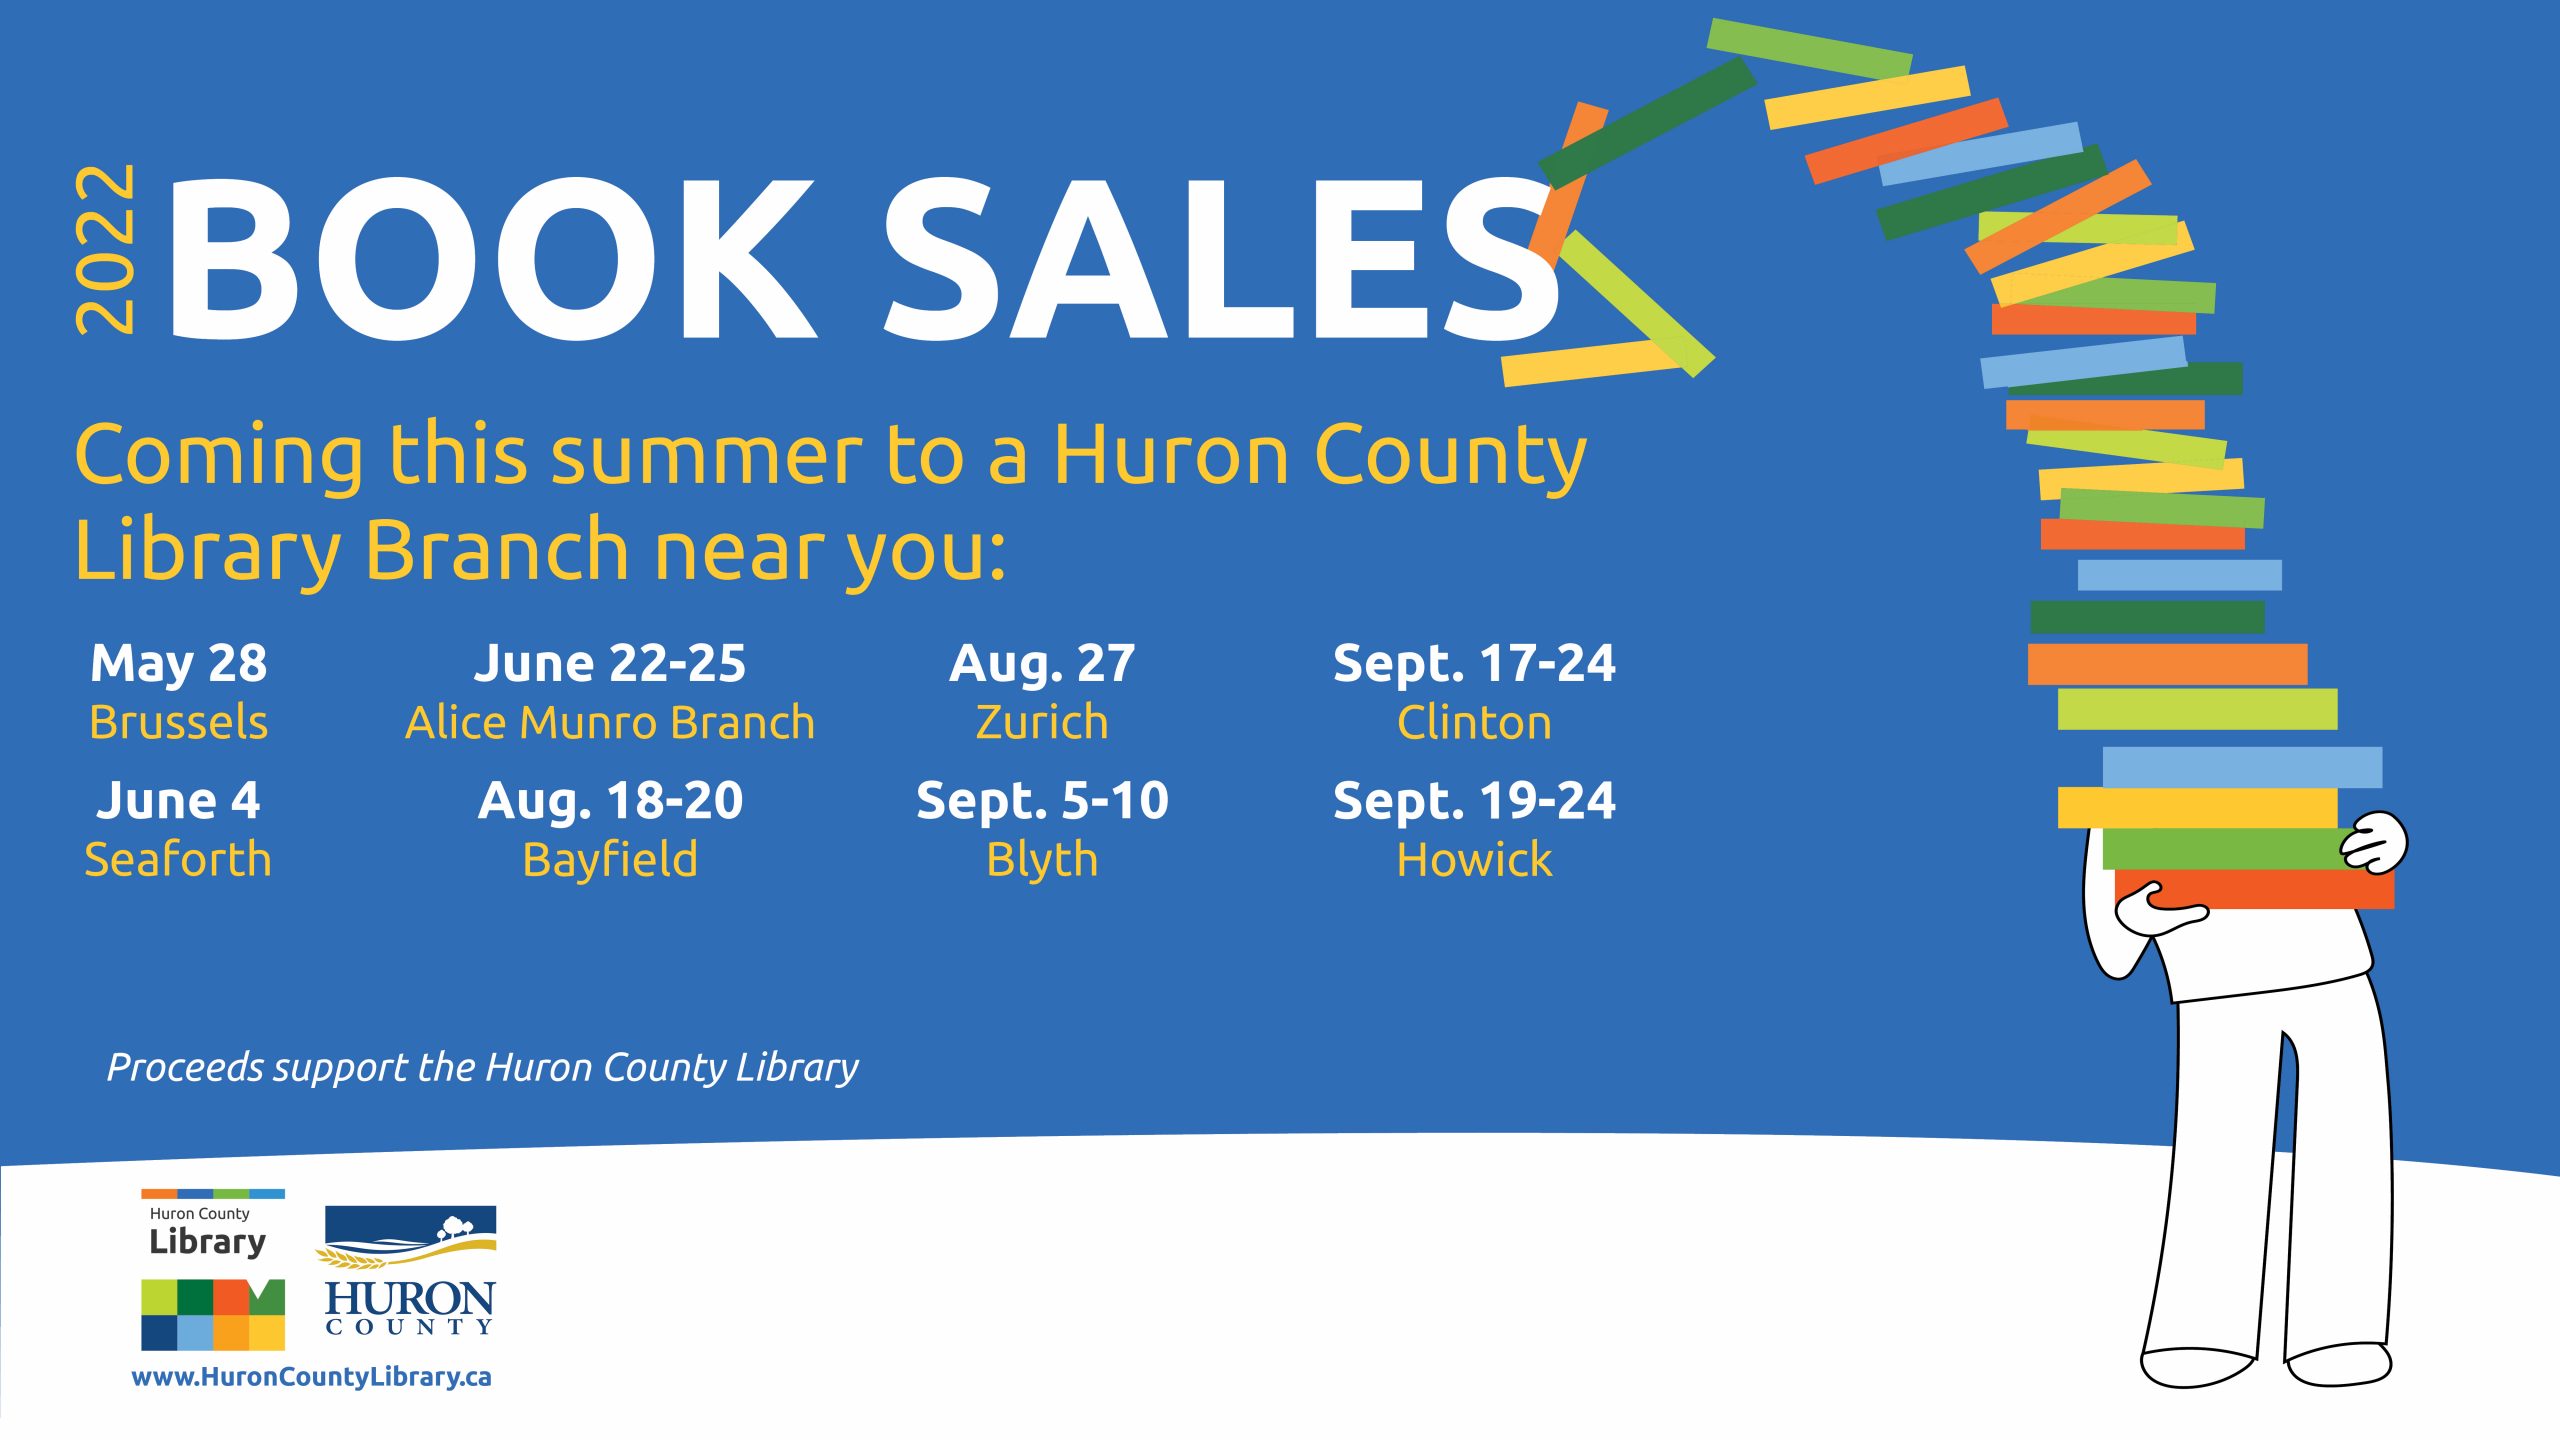 2022
BOOK SALES
Coming this summer to a Huron County
Library Branch near you:
May 28
Brussels
June 4
Seaforth
June 22-25
Alice Munro Branch
Aug. 18-20
Bayfield
Aug. 27
Zurich
Sept. 5-10
Blyth
Sept. 17-24
Clinton
Sept. 19-24
Howick
Proceeds support the Huron County Library
Huron County
Library
HURON
COUNTY
www.HuronCountyLibrary.ca